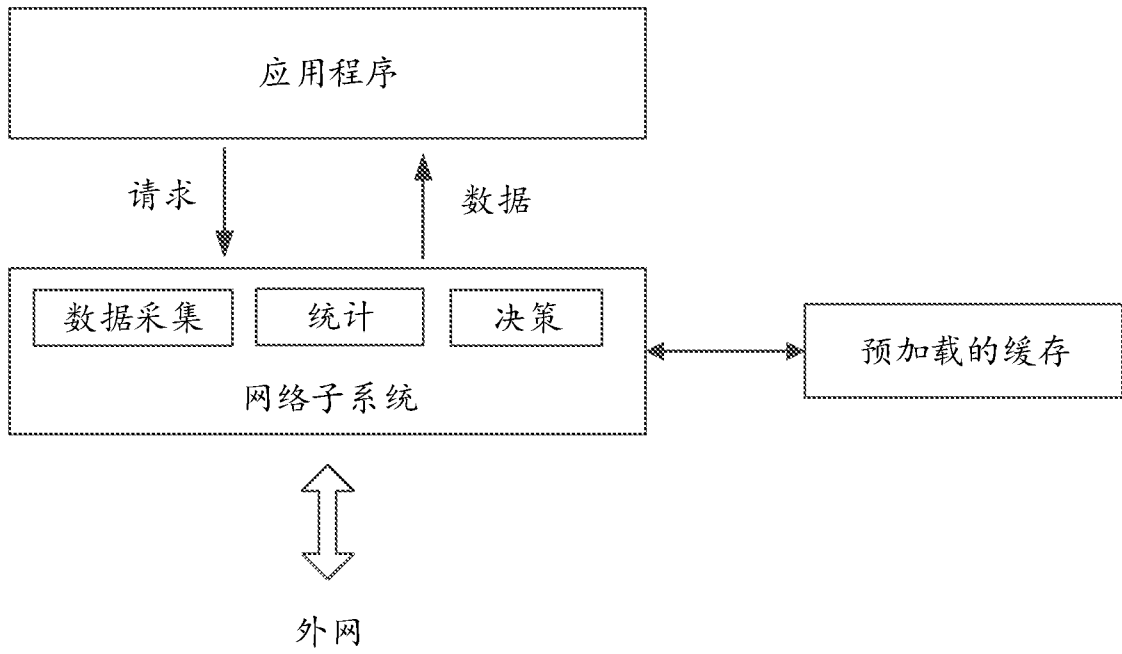 应用程序
请求
数据
数据采集
统计
决策
预加载的缓存
网络子系统
外网